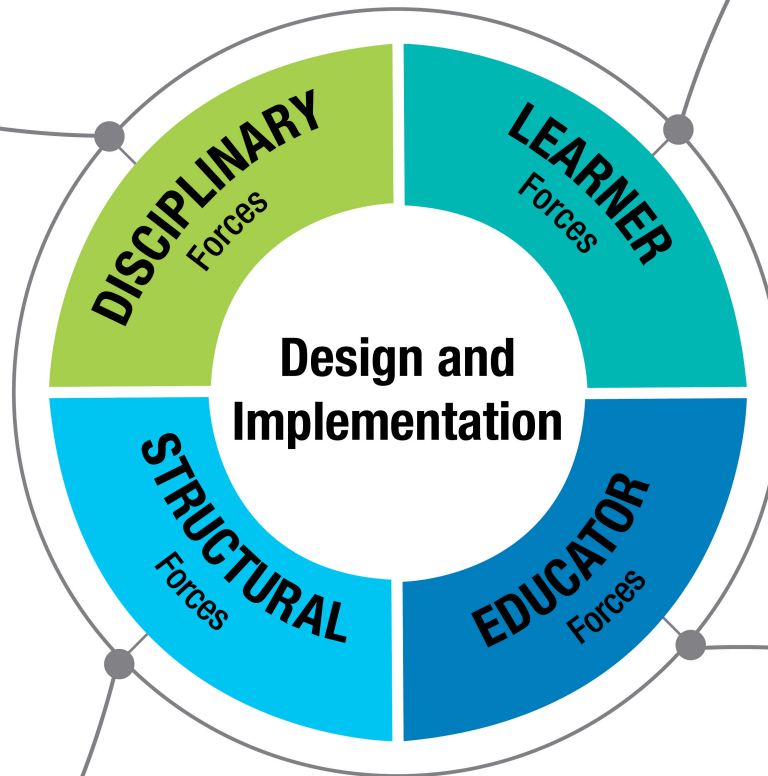 DISCIPLINARY
Forces
LEARNER
Forces
Design and
Implementation
STRUCTURAL
Forces
EDUCATOR
Forces